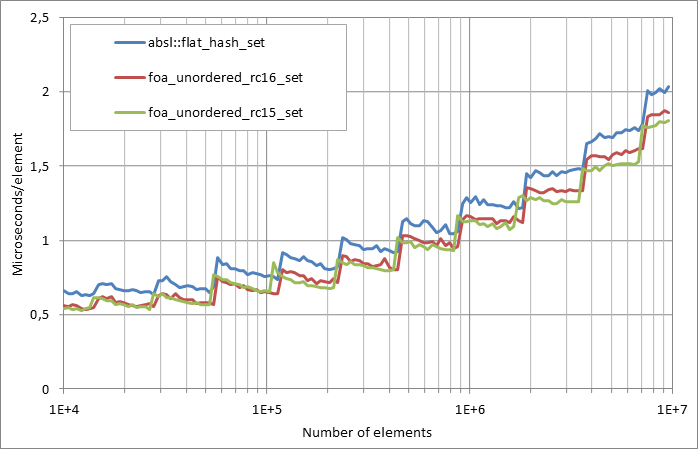 2,5
absl::flat_hash_set
foa_unordered_rc16_set
foa_unordered_rc15_set
2
1,5
1
0,5
0
Microseconds/element
1E+4 1E+5 1E+6 1E+7
Number of elements